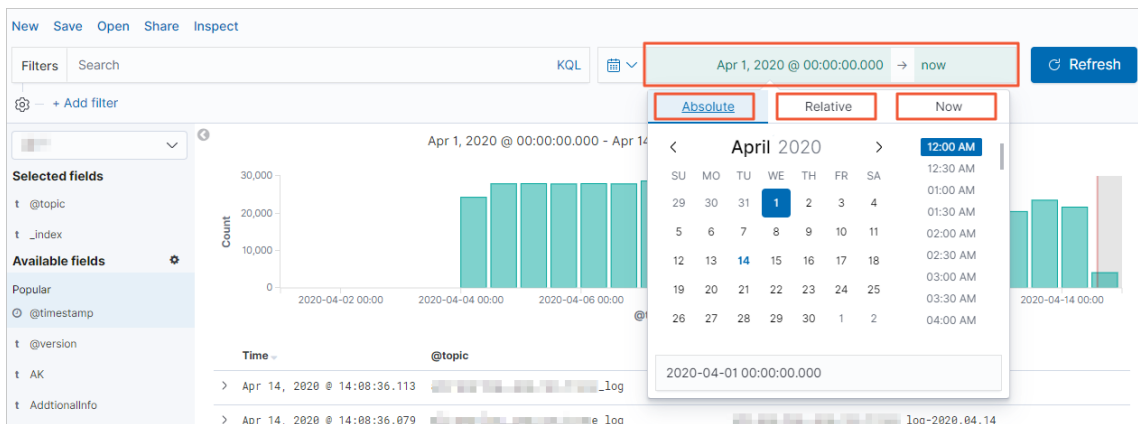 New Save Open Share Inspect
Filters Search KQL Apr 1, 2020 @ 00:00:00.000 → now Refresh
+ Add filter
Absolute Relative Now
Apr 1, 2020 @ 00:00:00.000 - Apr 14
April 2020
SU MO TU WE TH FR SA
29 30 31 1 2 3 4
5 6 7 8 9 10 11
12 13 14 15 16 17 18
19 20 21 22 23 24 25
26 27 28 29 30 1 2
12:00 AM
12:30 AM
01:00 AM
01:30 AM
02:00 AM
02:30 AM
03:00 AM
03:30 AM
04:00 AM
2020-04-01 00:00:00.000
Selected fields
t @topic
t _index
Available fields
Popular
@timestamp
t @version
t AK
t AddtionalInfo
Count
30,000
20,000
10,000
0
2020-04-02 00:00 2020-04-04 00:00 2020-04-06 00:00 2020-04-14 00:00
Time @topic
Apr 14, 2020 @ 14:08:36.113 _log
Apr 14, 2020 @ 14:08:36.079 e_log log-2020.04.14